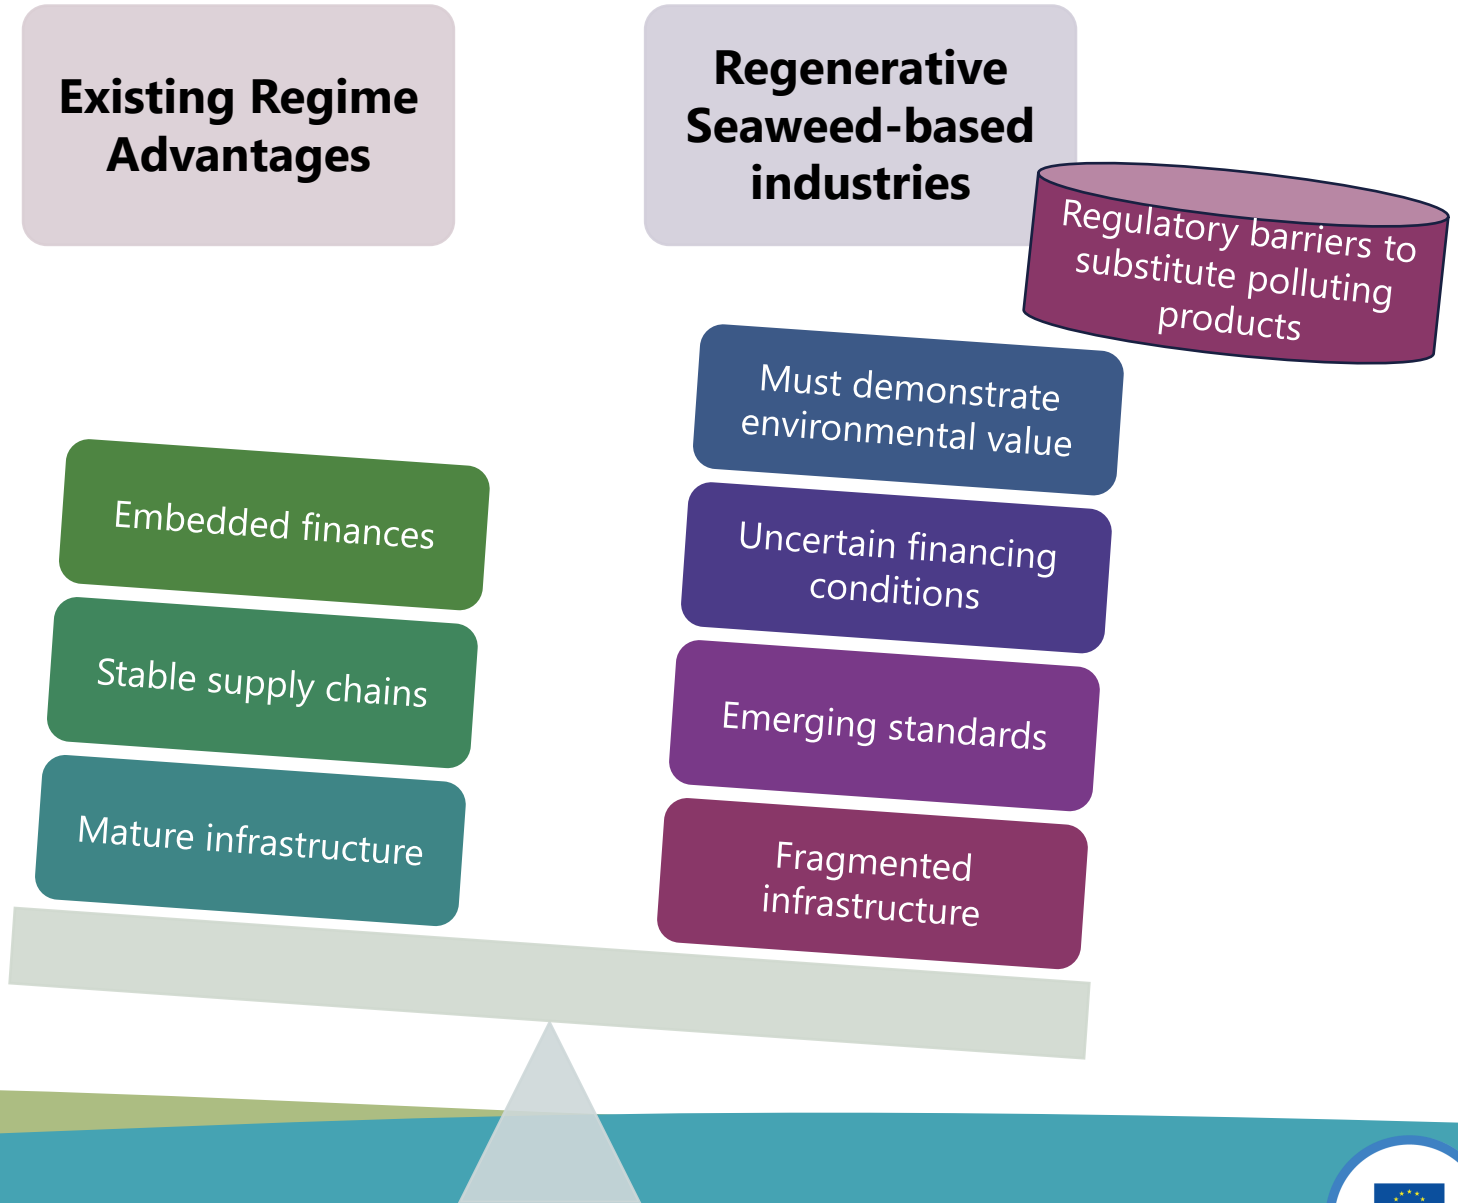 Existing Regime
Advantages
Regenerative
Seaweed-based
industries
Regulatory barriers to
substitute polluting
products
Must demonstrate
environmental value
Embedded finances
Uncertain financing
conditions
Stable supply chains
Emerging standards
Mature infrastructure
Fragmented
infrastructure